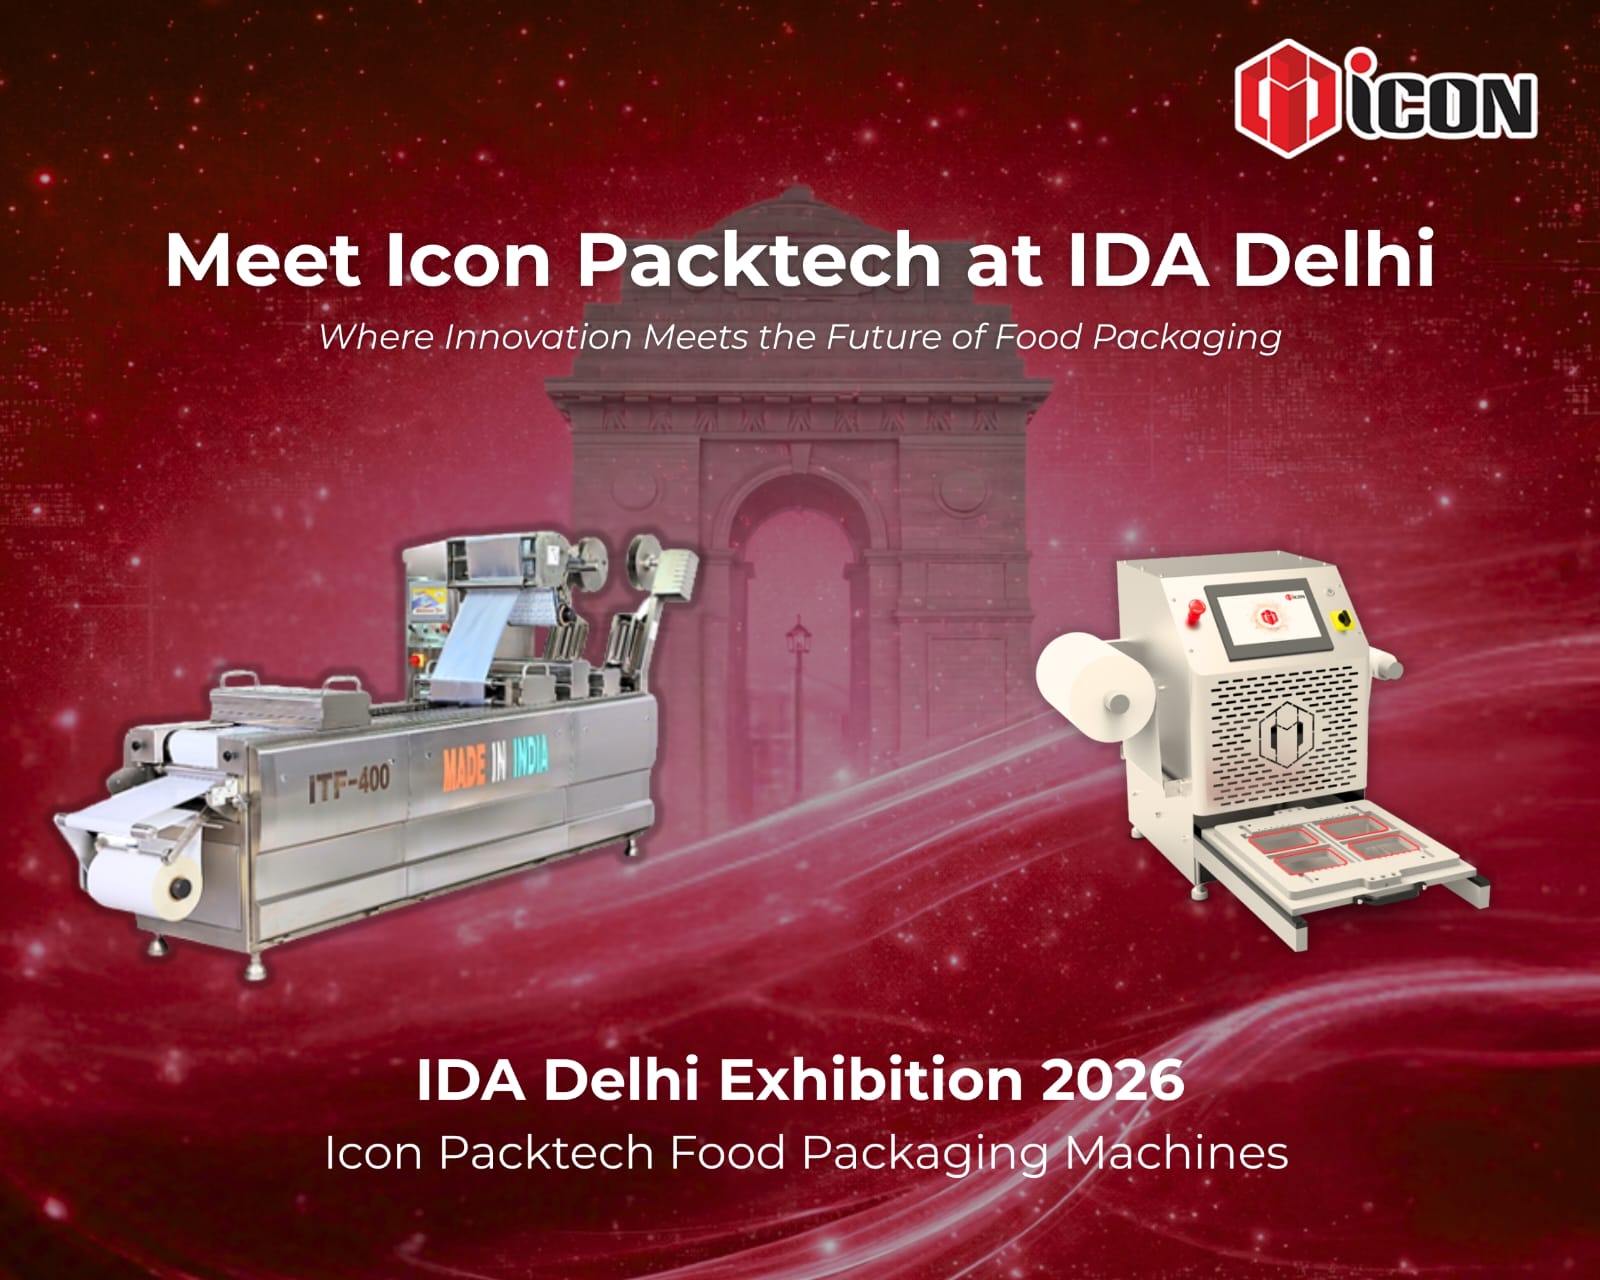 iCON
Meet Icon Packtech at IDA Delhi
Where Innovation Meets the Future of Food Packaging
ITF-400
MADE IN INDIA
iCON
IDA Delhi Exhibition 2026
Icon Packtech Food Packaging Machines